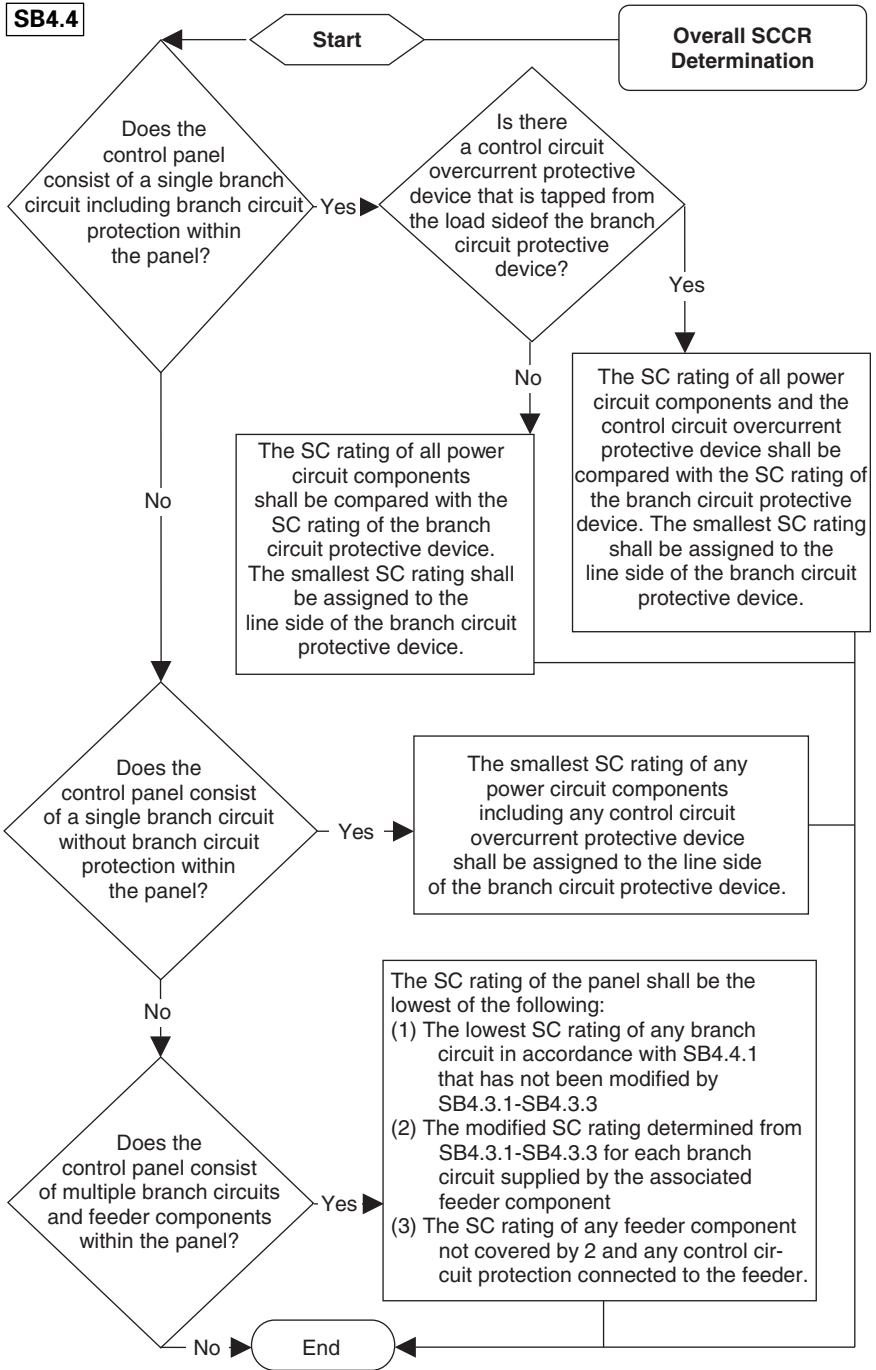 SB4.4
Start
Overall SCCR
Determination
Does the
control panel
consist of a single branch
circuit including branch circuit
protection within
the panel?
Yes
Is there
a control circuit
overcurrent protective
device that is tapped from
the load sideof the branch
circuit protective
device?
Yes
No
The SC rating of all power
circuit components and the
control circuit overcurrent
protective device shall be
compared with the SC rating of
the branch circuit protective
device. The smallest SC rating
shall be assigned to the
line side of the branch circuit
protective device.
The SC rating of all power
circuit components
shall be compared with the
SC rating of the branch
circuit protective device.
The smallest SC rating shall
be assigned to the
line side of the branch circuit
protective device.
No
Does the
control panel consist
of a single branch circuit
without branch circuit
protection within
the panel?
Yes
The smallest SC rating of any
power circuit components
including any control circuit
overcurrent protective device
shall be assigned to the line side
of the branch circuit protective device.
No
Does the
control panel consist
of multiple branch circuits
and feeder components
within the panel?
Yes
The SC rating of the panel shall be the
lowest of the following:
(1) The lowest SC rating of any branch
circuit in accordance with SB4.4.1
that has not been modified by
SB4.3.1-SB4.3.3
(2) The modified SC rating determined from
SB4.3.1-SB4.3.3 for each branch
circuit supplied by the associated
feeder component
(3) The SC rating of any feeder component
not covered by 2 and any control cir-
cuit protection connected to the feeder.
No
End